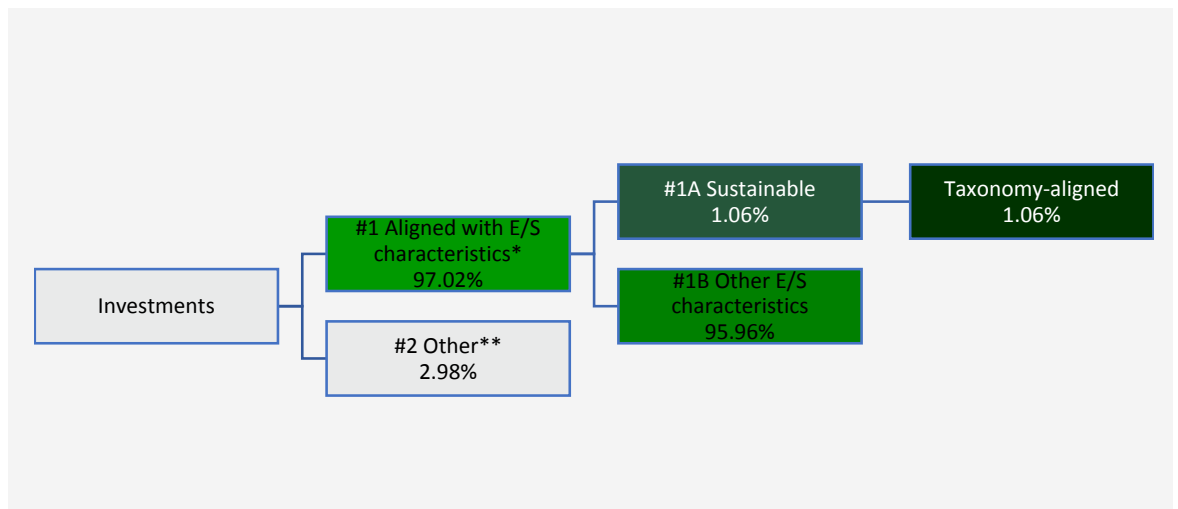 Investments
#1 Aligned with E/S
characteristics*
97.02%
#2 Other**
2.98%
#1A Sustainable
1.06%
#1B Other E/S
characteristics
95.96%
Taxonomy-aligned
1.06%